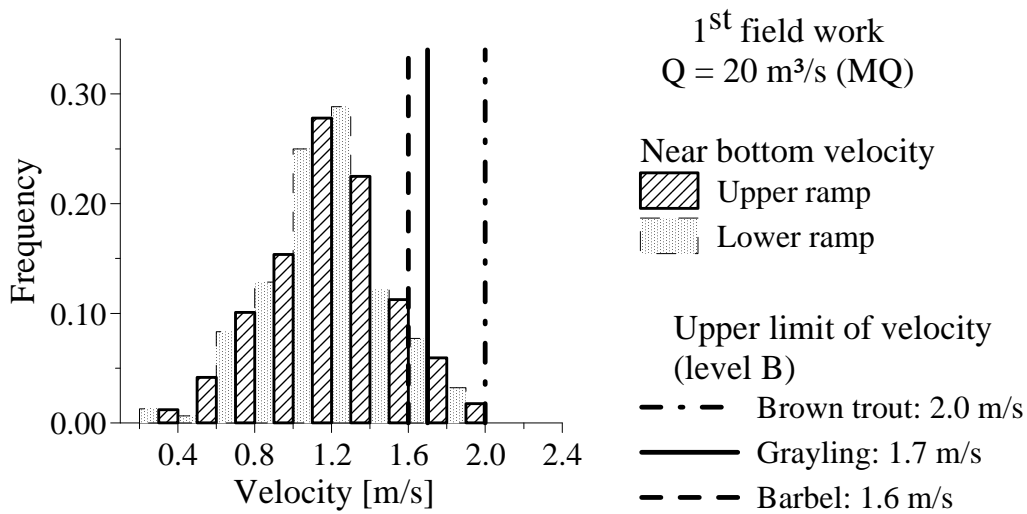 1st field work
Q = 20 m³/s (MQ)
0.30
0.20
0.10
0.00
Frequency
0.4 0.8 1.2 1.6 2.0 2.4
Velocity [m/s]
Near bottom velocity
Upper ramp
Lower ramp
Upper limit of velocity
(level B)
Brown trout: 2.0 m/s
Grayling: 1.7 m/s
Barbel: 1.6 m/s